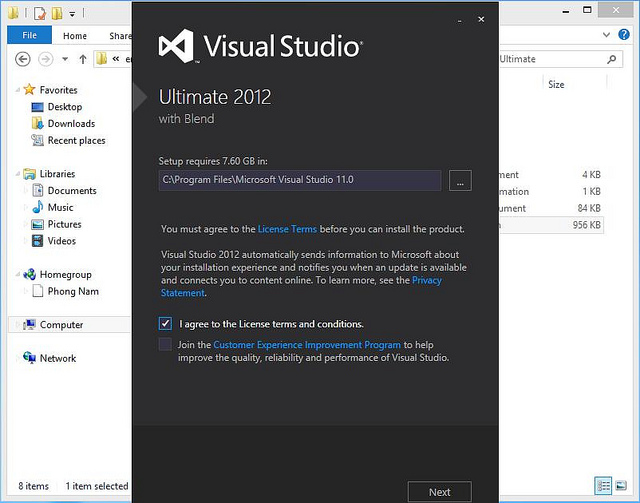 File
Home
Share
Visual Studio
Ultimate 2012
with Blend
Setup requires 7.60 GB in:
C:\Program Files\Microsoft Visual Studio 11.0
...
You must agree to the License Terms before you can install the product.
Visual Studio 2012 automatically sends information to Microsoft about
your installation experience and notifies you when an update is available
and connects you to content online. To learn more, see the Privacy
Statement.
I agree to the License terms and conditions.
Join the Customer Experience Improvement Program to help
improve the quality, reliability and performance of Visual Studio.
Next
Favorites
Desktop
Downloads
Recent places
Libraries
Documents
Music
Pictures
Videos
Homegroup
Phong Nam
Computer
Network
8 items 1 item selected
Ultimate
Size
4 KB
1 KB
84 KB
956 KB